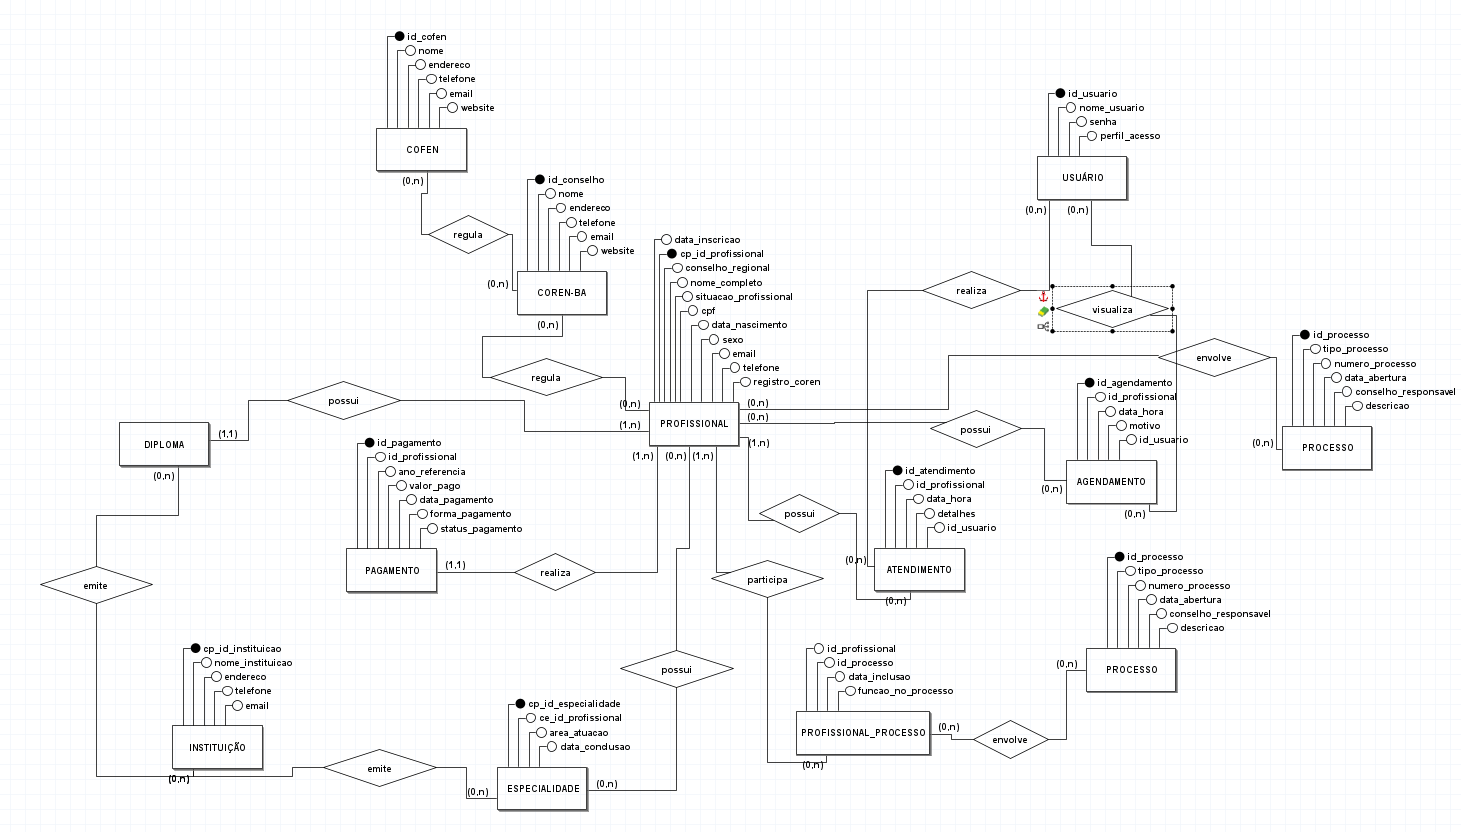 id_cofen
nome
endereco
telefone
email
website
COFEN
(0,n)
regula
id_conselho
nome
endereco
telefone
email
website
(0,n)
COREN-BA
(0,n)
regula
(0,n)
data_inscricao
cp_id_profissional
conselho_regional
nome_completo
situacao_profissional
cpf
data_nascimento
sexo
email
telefone
registro_coren
PROFISSIONAL
(0,n)
(0,n)
(1,n)
(1,n)
(1,n)
(0,n)
(1,n)
id_usuario
nome_usuario
senha
perfil_acesso
USUÁRIO
(0,n)
(0,n)
realiza
visualiza
envolve
id_processo
tipo_processo
numero_processo
data_abertura
conselho_responsavel
descricao
(0,n)
PROCESSO
possui
id_agendamento
id_profissional
data_hora
motivo
id_usuario
AGENDAMENTO
(0,n)
(0,n)
possui
DIPLOMA
(1,1)
(0,n)
id_pagamento
id_profissional
ano_referencia
valor_pago
data_pagamento
forma_pagamento
status_pagamento
PAGAMENTO
(1,1)
realiza
possui
id_atendimento
id_profissional
data_hora
detalhes
id_usuario
(0,n)
ATENDIMENTO
(0,n)
participa
emite
possui
id_processo
tipo_processo
numero_processo
data_abertura
conselho_responsavel
descricao
(0,n)
PROCESSO
id_profissional
id_processo
data_inclusao
funcao_no_processo
PROFISSIONAL_PROCESSO
(0,n)
(0,n)
envolve
cp_id_instituicao
nome_instituicao
endereco
telefone
email
INSTITUIÇÃO
(0,n)
emite
cp_id_especialidade
ce_id_profissional
area_atuacao
data_conclusao
(0,n)
ESPECIALIDADE
(0,n)